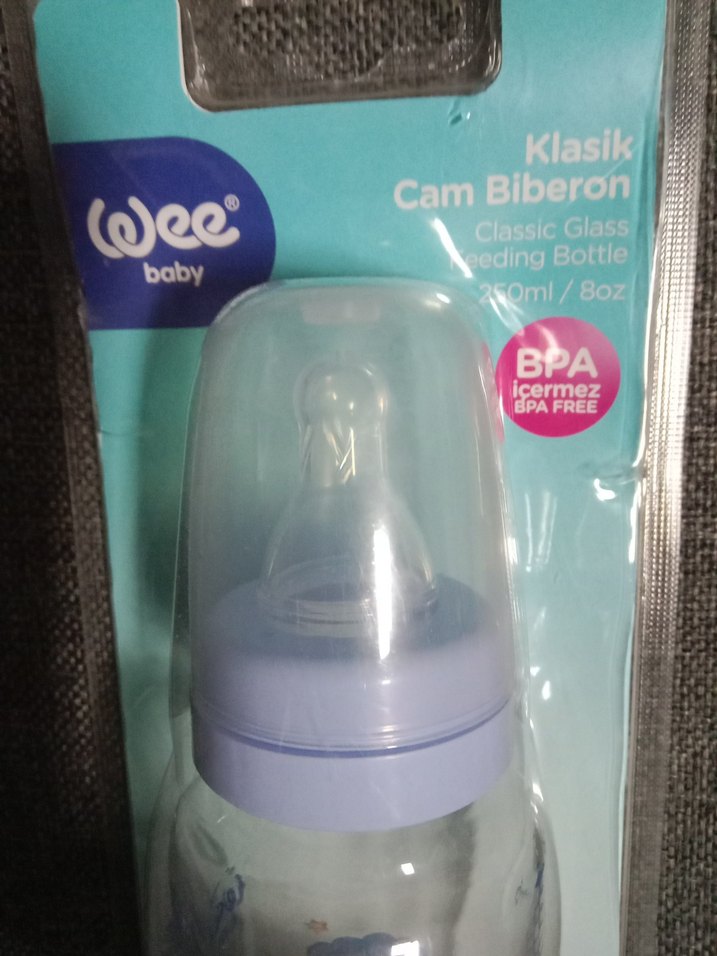 wee®
baby
Klasik
Cam Biberon
Classic Glass
Feeding Bottle
250ml / 8oz
BPA
içermez
BPA FREE